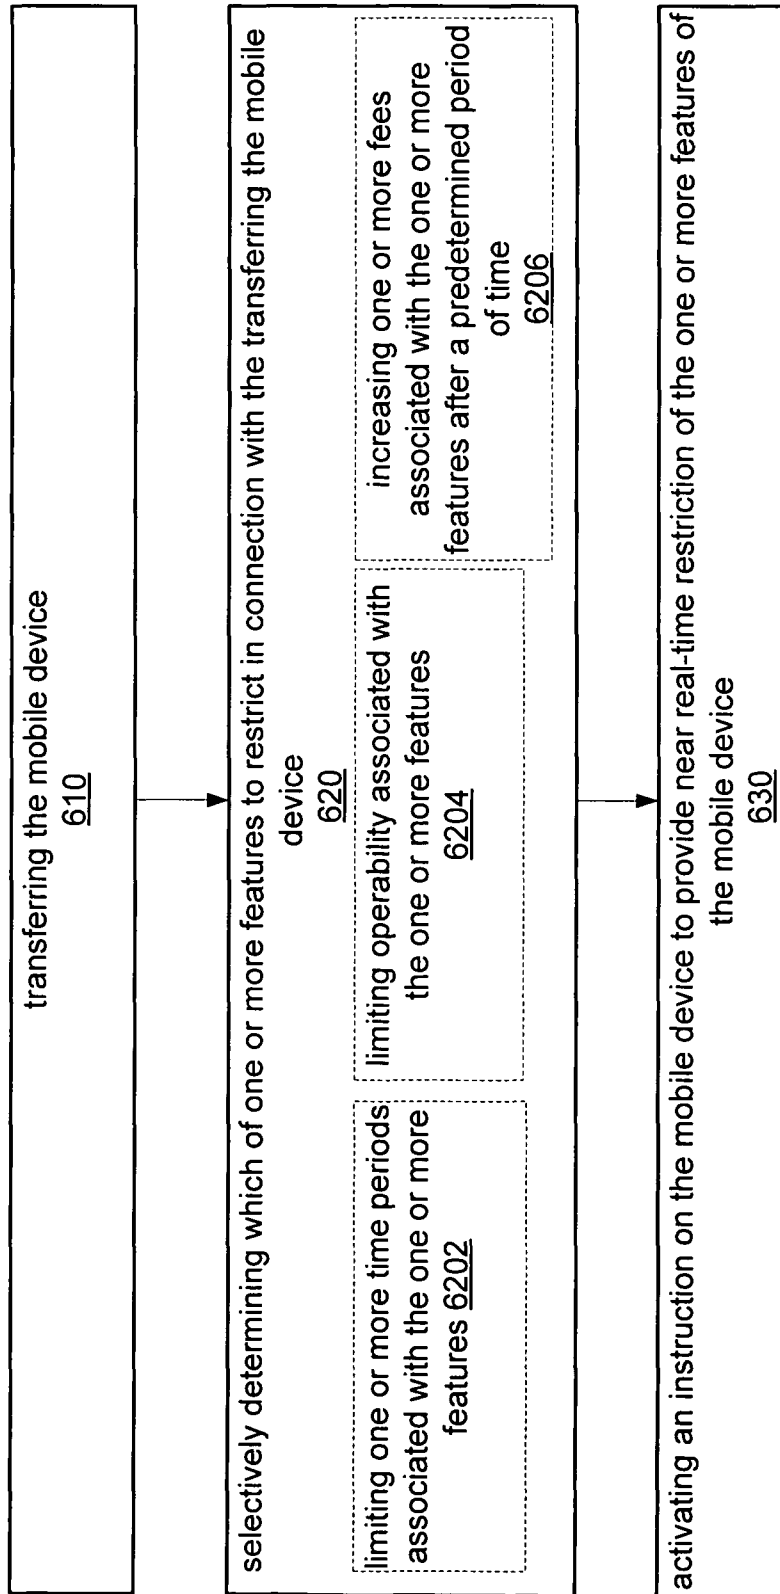 transferring the mobile device
610
selectively determining which of one or more features to restrict in connection with the transferring the mobile
device
620
limiting one or more time periods
associated with the one or more
features 6202
limiting operability associated with
the one or more features
6204
increasing one or more fees
associated with the one or more
features after a predetermined period
of time
6206
activating an instruction on the mobile device to provide near real-time restriction of the one or more features of
the mobile device
630